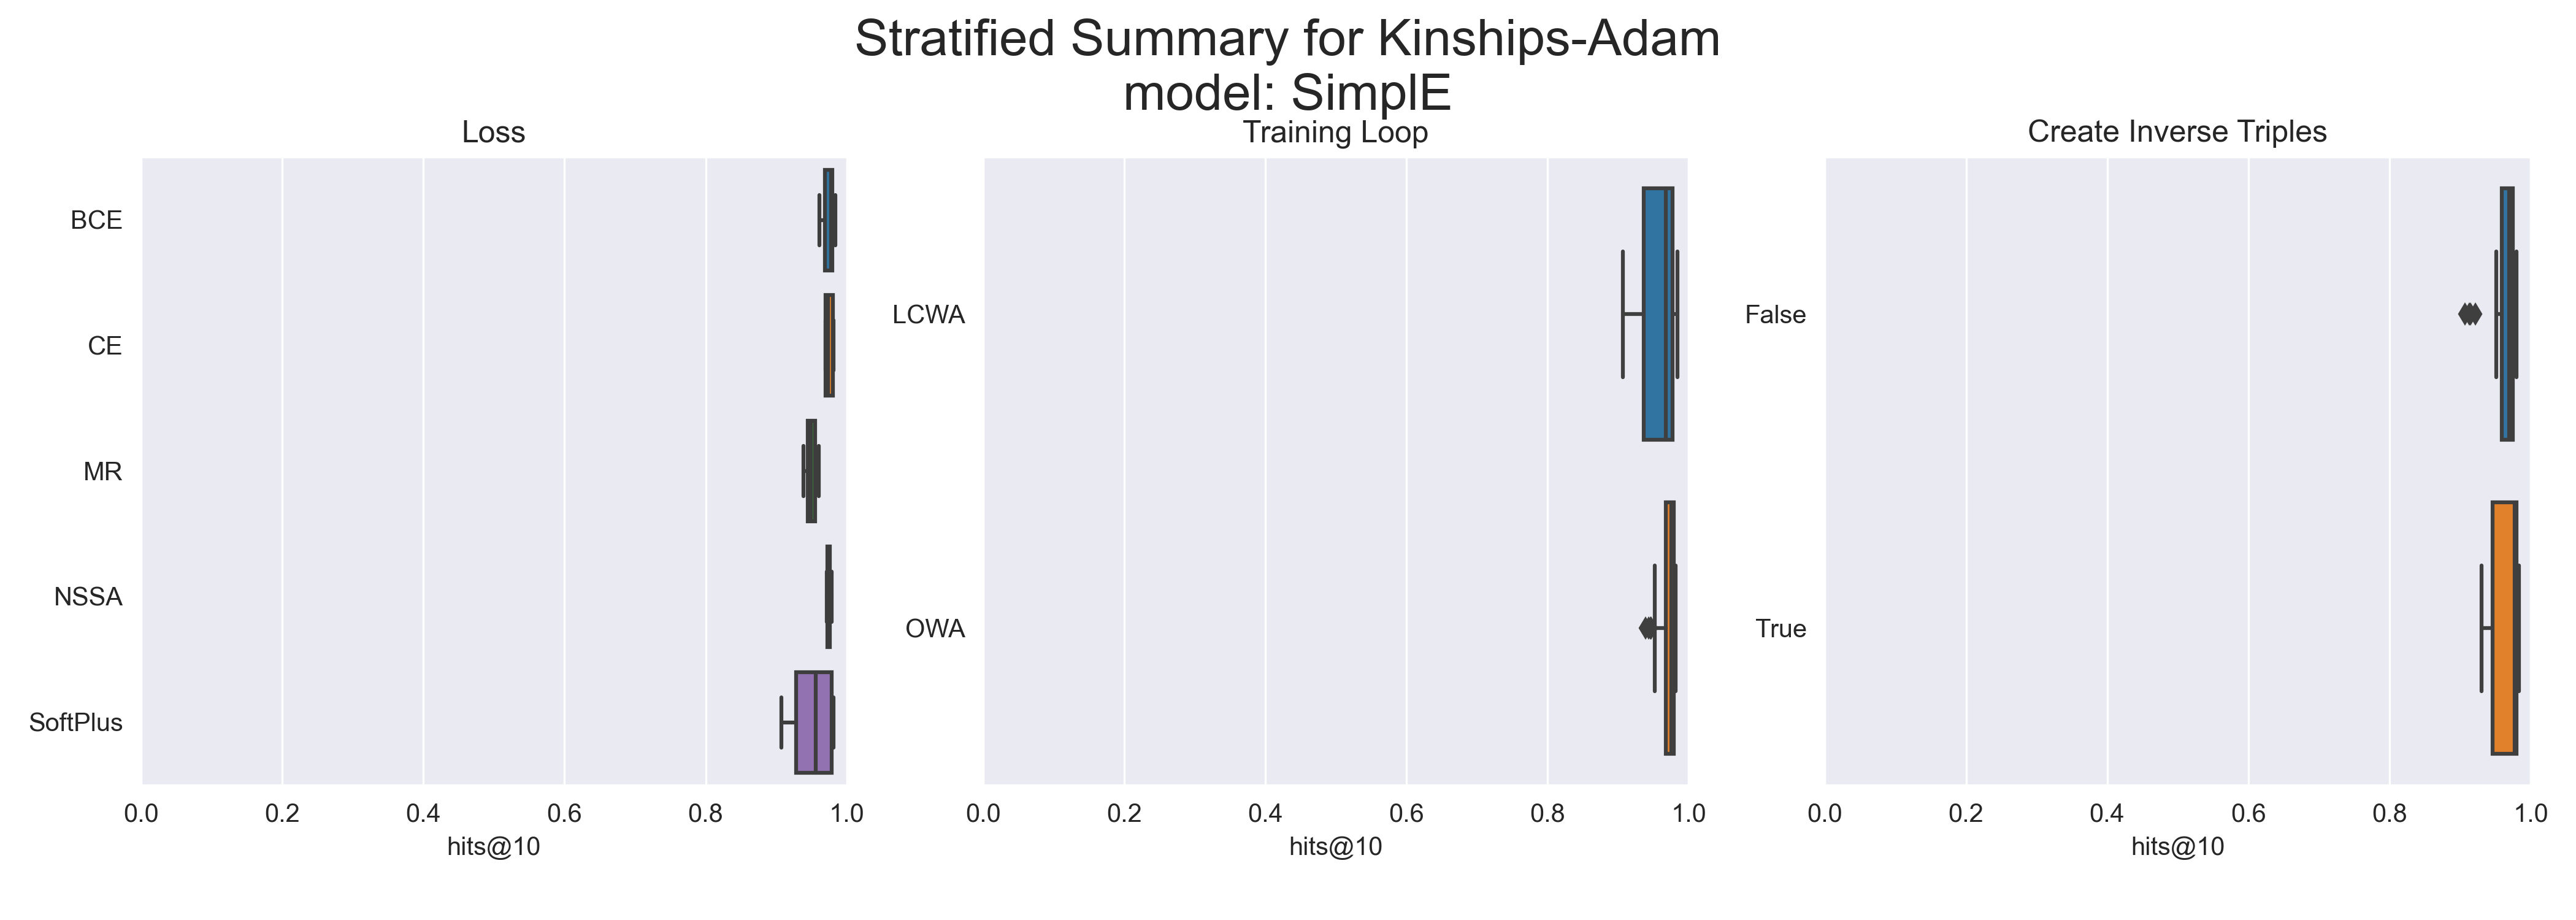 Stratified Summary for Kinships-Adam
model: SimplE
Loss
BCE
CE
MR
NSSA
SoftPlus
0.0 0.2 0.4 0.6 0.8 1.0
hits@10
Training Loop
LCWA
OWA
0.0 0.2 0.4 0.6 0.8 1.0
hits@10
Create Inverse Triples
False
True
0.0 0.2 0.4 0.6 0.8 1.0
hits@10